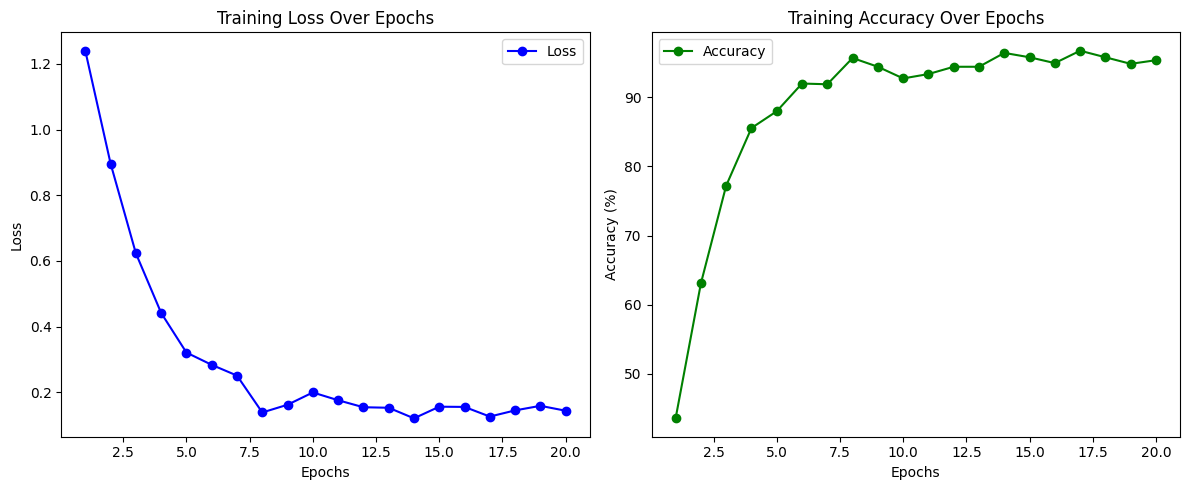 Training Loss Over Epochs
Loss
1.2
1.0
0.8
0.6
0.4
0.2
Loss
2.5 5.0 7.5 10.0 12.5 15.0 17.5 20.0
Epochs
Training Accuracy Over Epochs
Accuracy
90
80
70
60
50
Accuracy (%)
2.5 5.0 7.5 10.0 12.5 15.0 17.5 20.0
Epochs